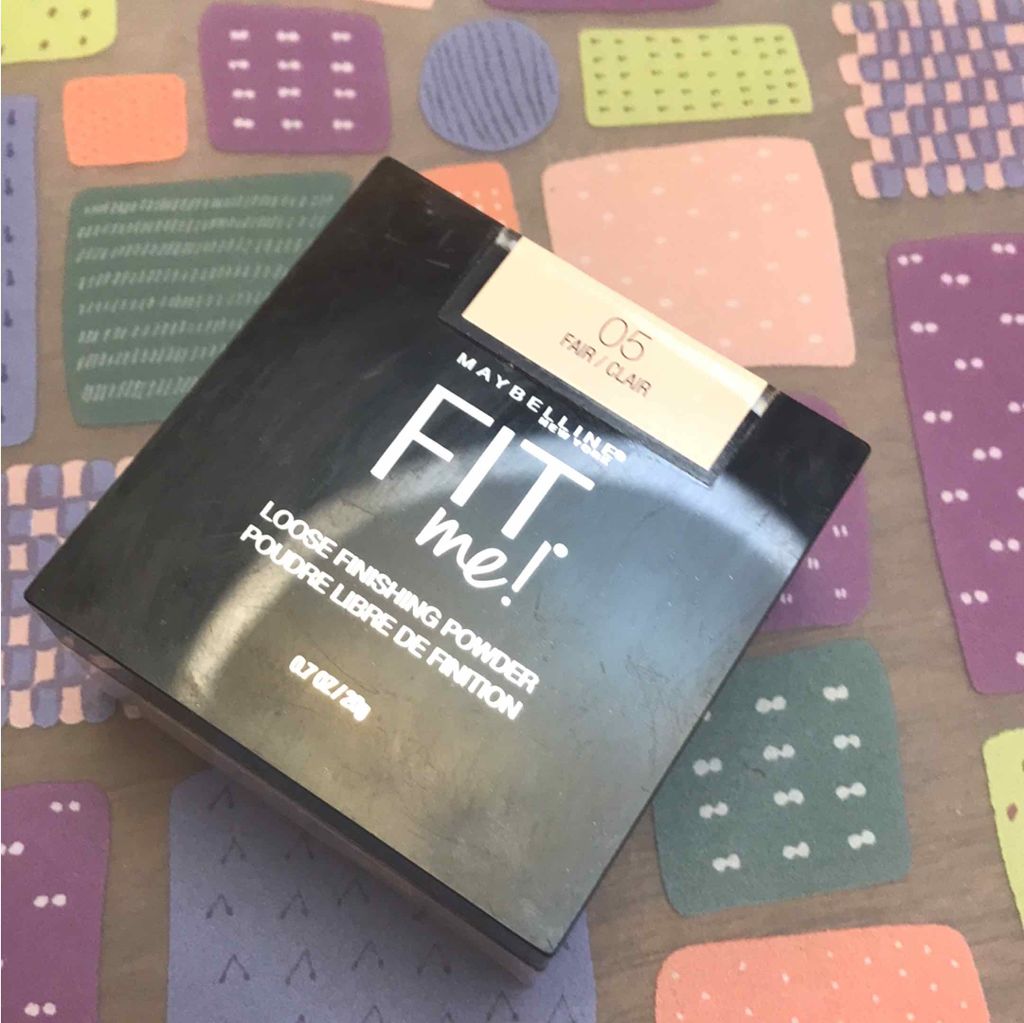 05
FAIR / CLAIR
MAYBELLINE®
NEW YORK
FIT
me!®
LOOSE FINISHING POWDER
POUDRE LIBRE DE FINITION
0.7 OZ / 20g